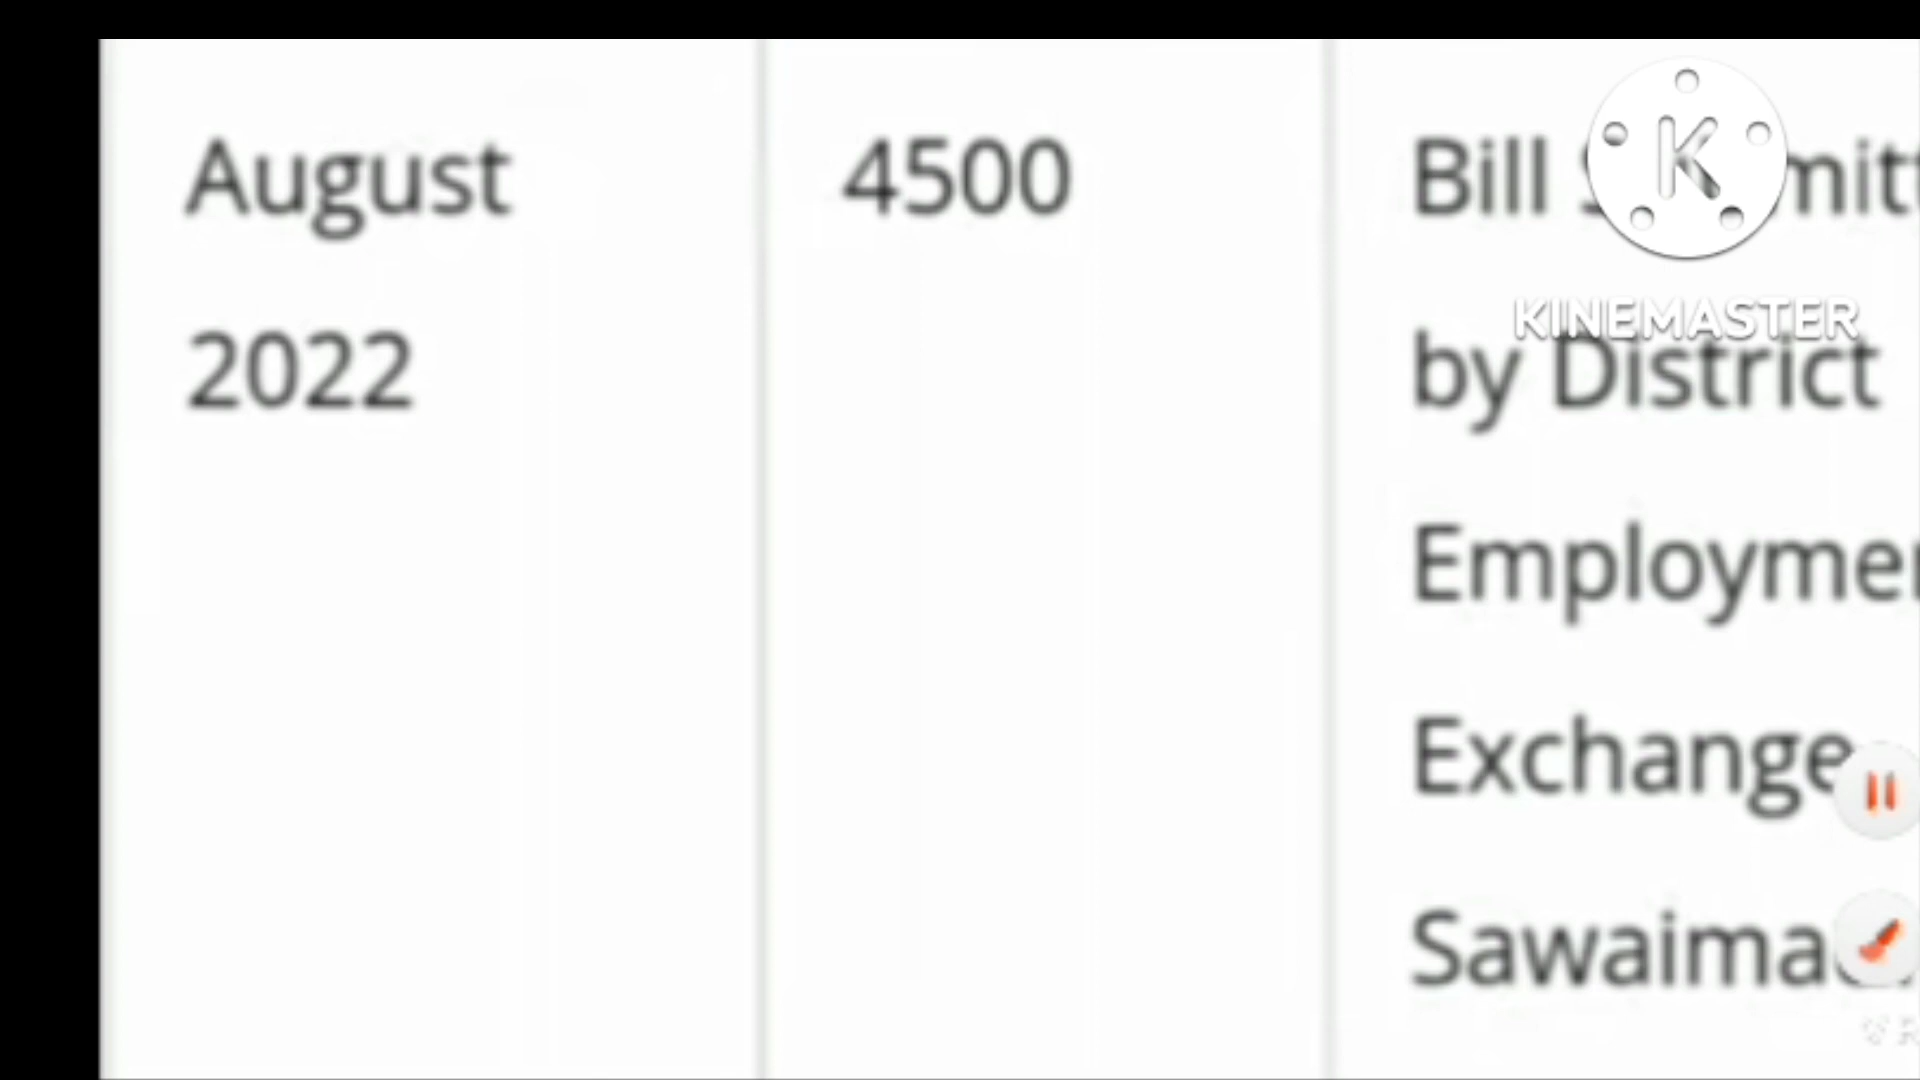 August
2022
4500
Bill
by District
Exchange
K
KINEMASTER